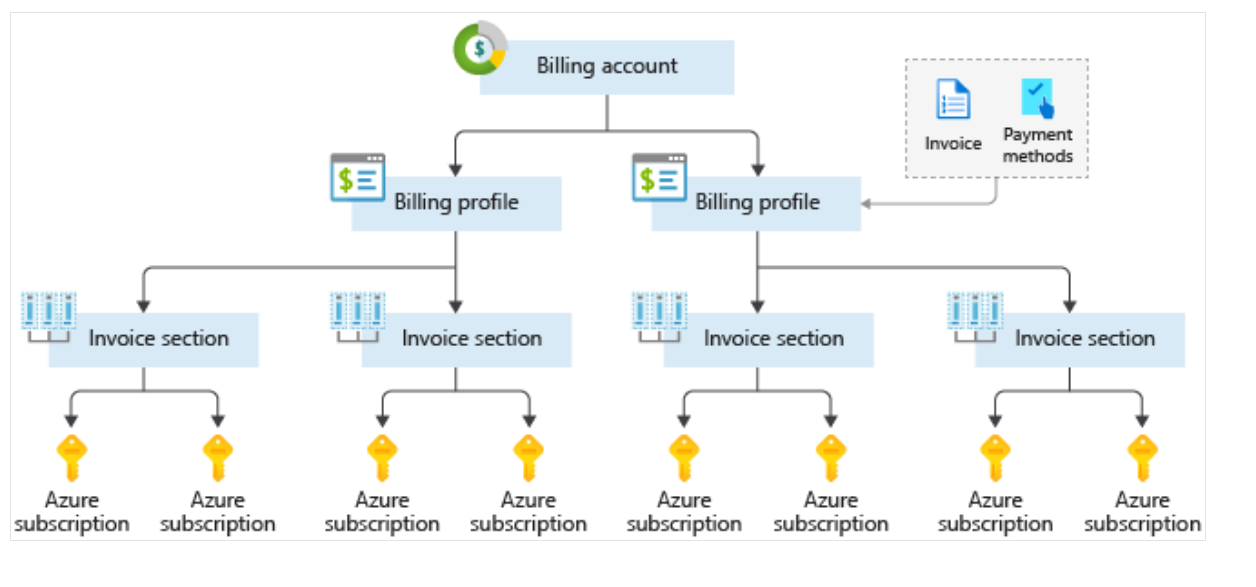 Billing account
Invoice
Payment
methods
Billing profile
Billing profile
Invoice section
Invoice section
Invoice section
Invoice section
Azure
subscription
Azure
subscription
Azure
subscription
Azure
subscription
Azure
subscription
Azure
subscription
Azure
subscription
Azure
subscription